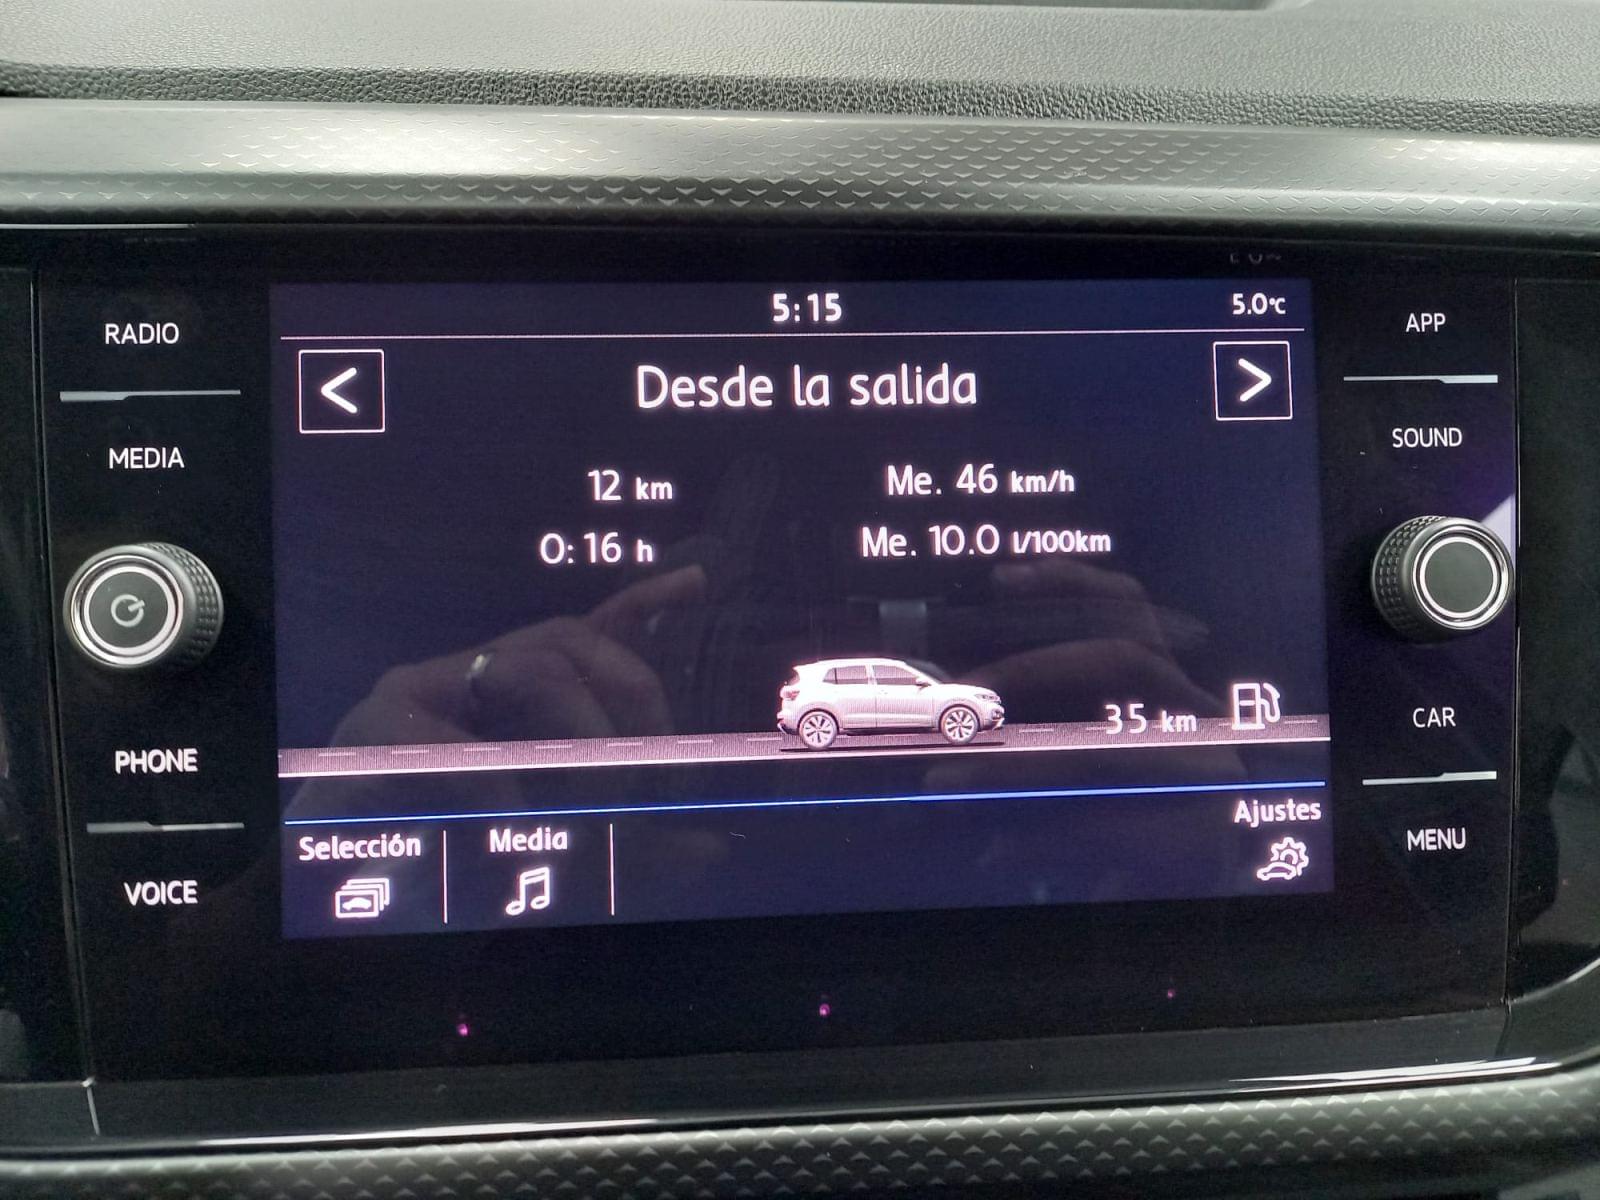 5:15
5.0°C
RADIO
APP
<
Desde la salida
>
MEDIA
SOUND
12 km
Me. 46 km/h
0:16 h
Me. 10.0 l/100km
35 km
CAR
PHONE
Ajustes
Selección
Media
MENU
VOICE